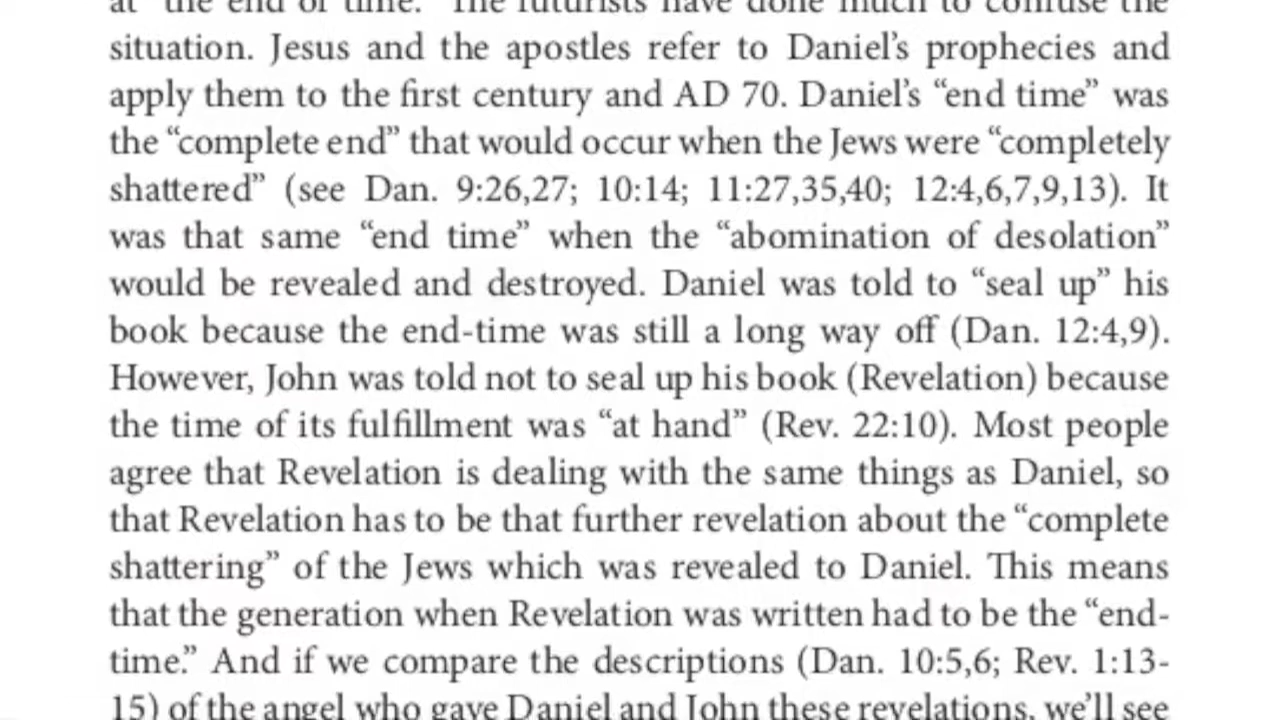 at “the end of time.” The futurists have done much to confuse the
situation. Jesus and the apostles refer to Daniel’s prophecies and
apply them to the first century and AD 70. Daniel’s “end time” was
the “complete end” that would occur when the Jews were “completely
shattered” (see Dan. 9:26,27; 10:14; 11:27,35,40; 12:4,6,7,9,13). It
was that same “end time” when the “abomination of desolation”
would be revealed and destroyed. Daniel was told to “seal up” his
book because the end-time was still a long way off (Dan. 12:4,9).
However, John was told not to seal up his book (Revelation) because
the time of its fulfillment was “at hand” (Rev. 22:10). Most people
agree that Revelation is dealing with the same things as Daniel, so
that Revelation has to be that further revelation about the “complete
shattering” of the Jews which was revealed to Daniel. This means
that the generation when Revelation was written had to be the “end-
time.” And if we compare the descriptions (Dan. 10:5,6; Rev. 1:13-
15) of the angel who gave Daniel and John these revelations, we’ll see